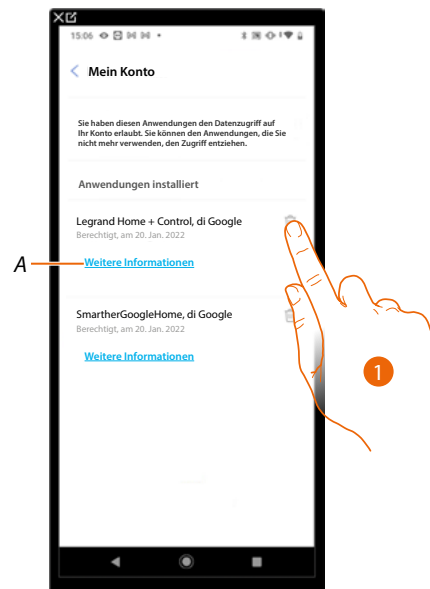 15:06
Mein Konto
Sie haben diesen Anwendungen den Datenzugriff auf
Ihr Konto erlaubt. Sie können den Anwendungen, die Sie
nicht mehr verwenden, den Zugriff entziehen.
Anwendungen installiert
Legrand Home + Control, di Google
Berechtigt, am 20. Jan. 2022
A
Weitere Informationen
SmartherGoogleHome, di Google
Berechtigt, am 20. Jan. 2022
Weitere Informationen
1